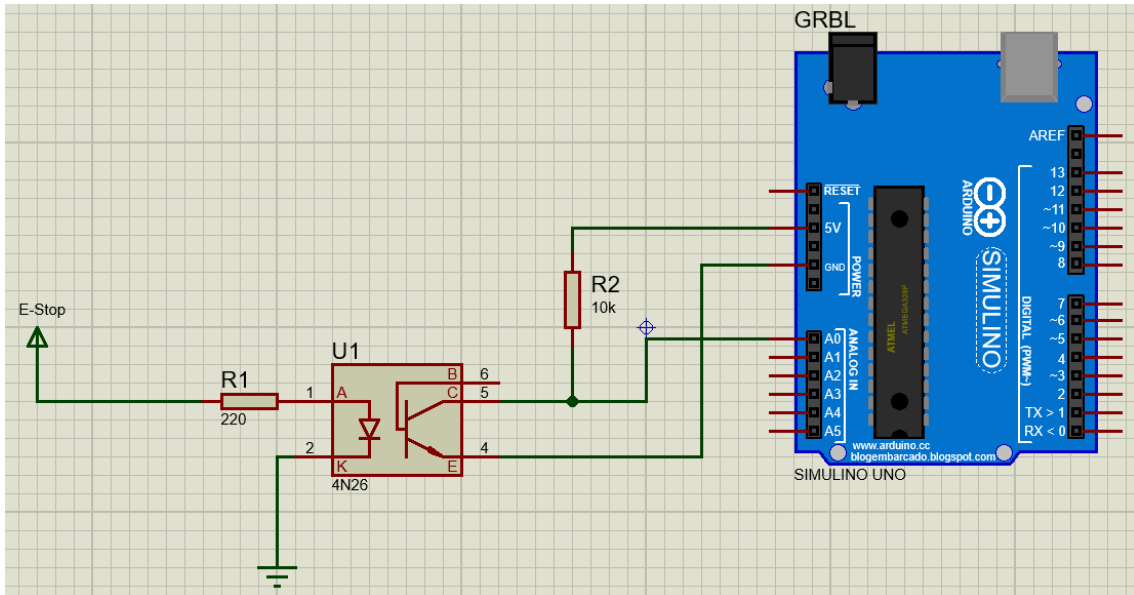 GRBL
E-Stop
R1
220
U1
1
2
A
K
B
C
E
6
5
4
4N26
R2
10k
RESET
5V
GND
POWER
A0
A1
A2
A3
A4
A5
ANALOG IN
ATMEL
ATMEGA328P
ARDUINO
SIMULINO
AREF
13
12
~11
~10
~9
8
7
~6
~5
4
~3
2
TX > 1
RX < 0
DIGITAL (PWM~)
www.arduino.cc
blogembarcado.blogspot.com
SIMULINO UNO